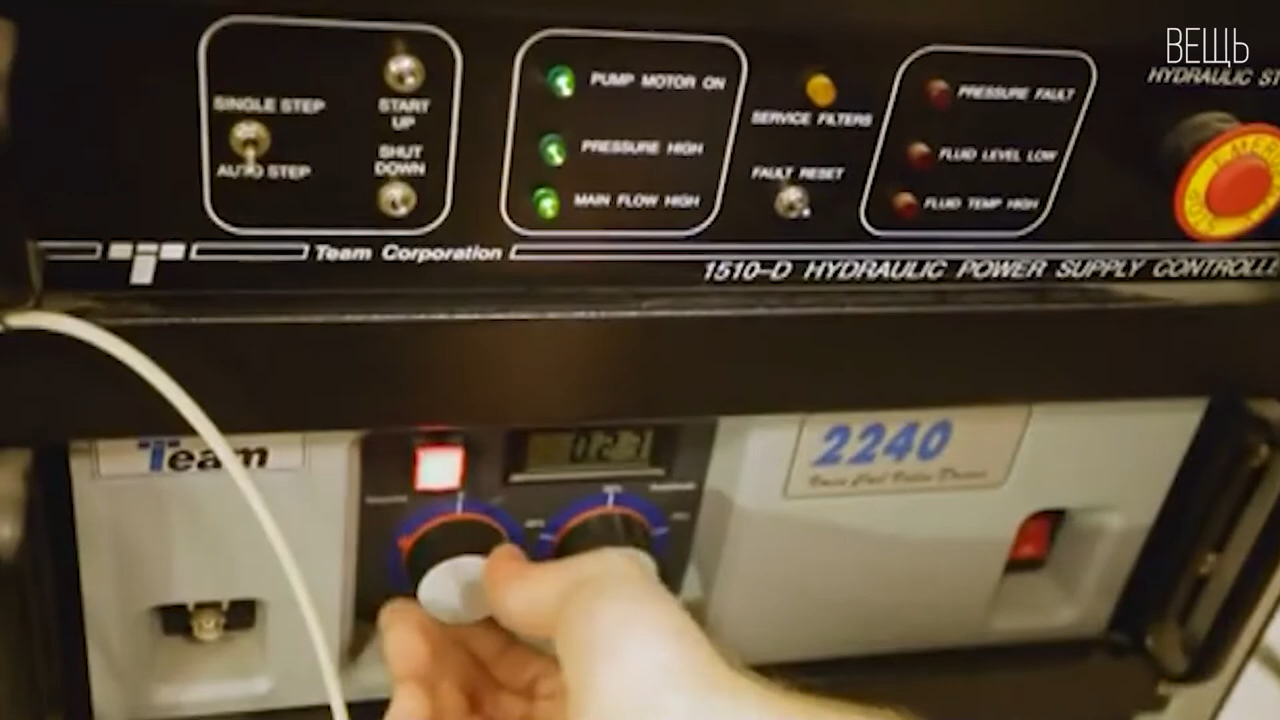 ВЕЩЬ
HYDRAULIC ST
SINGLE STEP
AUTO STEP
START
UP
SHUT
DOWN
PUMP MOTOR ON
PRESSURE HIGH
MAIN FLOW HIGH
SERVICE FILTERS
FAULT RESET
PRESSURE FAULT
FLUID LEVEL LOW
FLUID TEMP HIGH
Team Corporation
1510-D HYDRAULIC POWER SUPPLY CONTROLLE
Team
2240